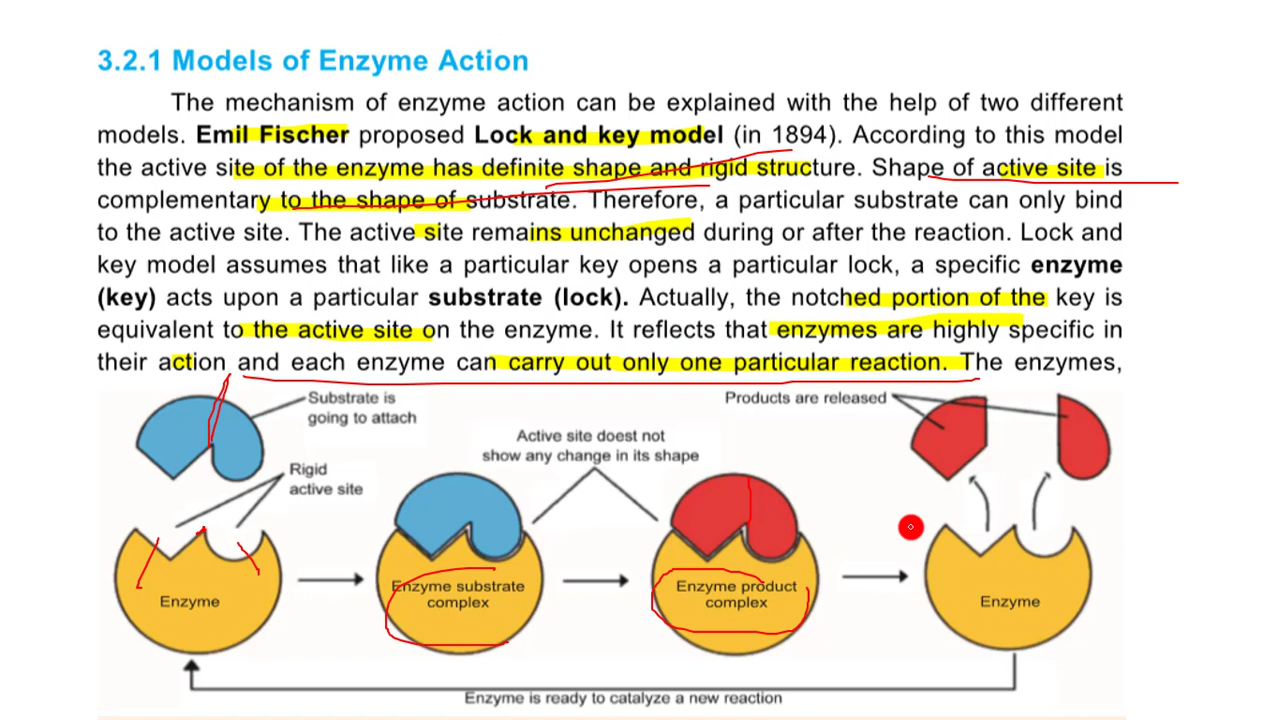 3.2.1 Models of Enzyme Action
The mechanism of enzyme action can be explained with the help of two different
models. Emil Fischer proposed Lock and key model (in 1894). According to this model
the active site of the enzyme has definite shape and rigid structure. Shape of active site is
complementary to the shape of substrate. Therefore, a particular substrate can only bind
to the active site. The active site remains unchanged during or after the reaction. Lock and
key model assumes that like a particular key opens a particular lock, a specific enzyme
(key) acts upon a particular substrate (lock). Actually, the notched portion of the key is
equivalent to the active site on the enzyme. It reflects that enzymes are highly specific in
their action and each enzyme can carry out only one particular reaction. The enzymes,
Substrate is
going to attach
Rigid
active site
Active site doest not
show any change in its shape
Products are released
Enzyme
Enzyme substrate
complex
Enzyme product
complex
Enzyme
Enzyme is ready to catalyze a new reaction